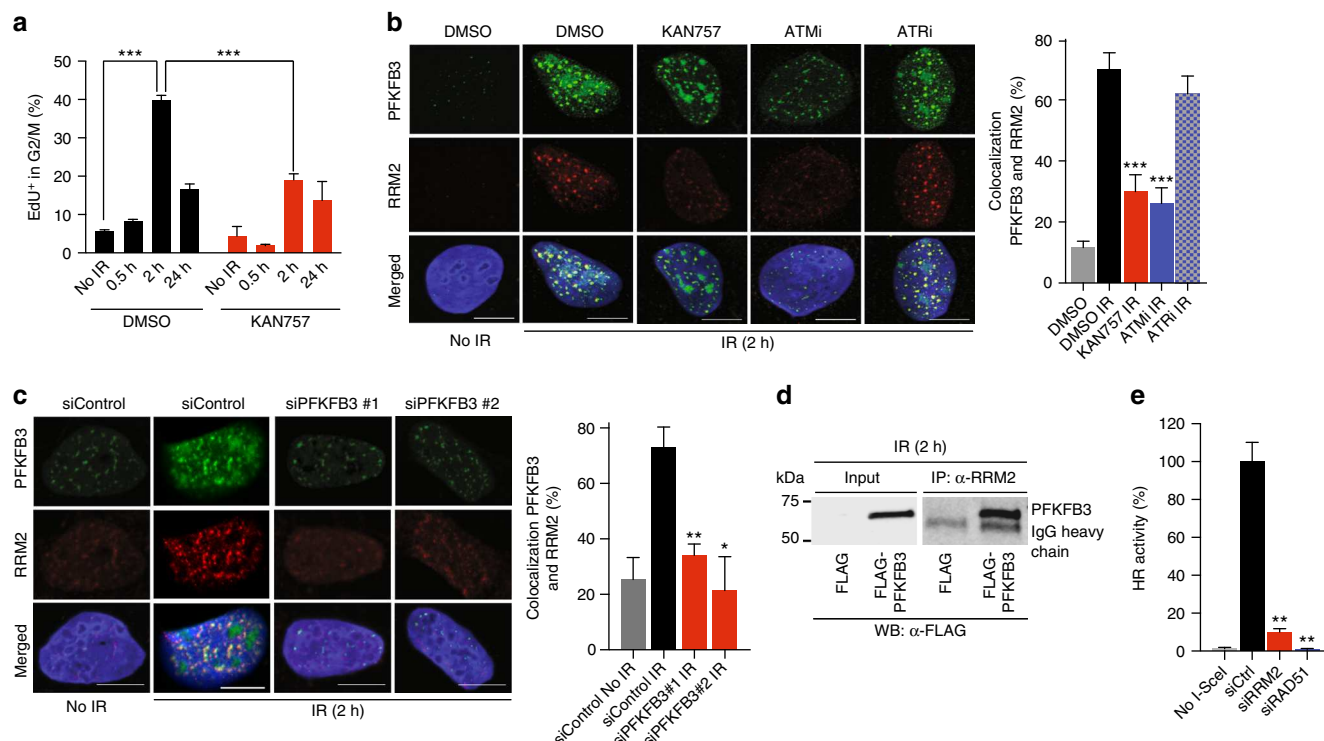 a
*** ***
50
40
30
20
10
0
EdU⁺ in G2/M (%)
No IR 0.5 h 2 h 24 h No IR 0.5 h 2 h 24 h
DMSO KAN757
b
DMSO DMSO KAN757 ATMi ATRi
PFKFB3
RRM2
Merged
No IR IR (2 h)
80
60
40
20
0
Colocalization
PFKFB3 and RRM2 (%)
*** ***
DMSO DMSO IR KAN757 IR ATMi IR ATRi IR
c
siControl siControl siPFKFB3 #1 siPFKFB3 #2
PFKFB3
RRM2
Merged
No IR IR (2 h)
80
60
40
20
0
Colocalization PFKFB3
and RRM2 (%)
** *
siControl No IR siControl IR siPFKFB3#1 IR siPFKFB3#2 IR
d
IR (2 h)
kDa Input IP: α-RRM2
75
50
PFKFB3
IgG heavy
chain
FLAG FLAG-PFKFB3 FLAG FLAG-PFKFB3
WB: α-FLAG
e
120
100
80
60
40
20
0
HR activity (%)
** **
No I-SceI siCtrl siRRM2 siRAD51